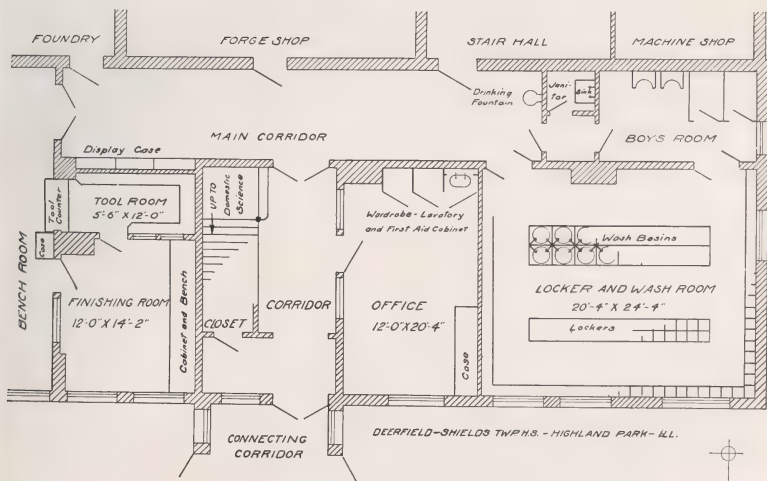 FOUNDRY
FORGE SHOP
STAIR HALL
MACHINE SHOP
Drinking
Fountain
Jani-
tor
Sink
MAIN CORRIDOR
BOYS ROOM
Display Case
Tool
Counter
TOOL ROOM
5'-6" X 12'-0"
UP TO
Domestic
Science
Wardrobe-Lavatory
and First Aid Cabinet
Case
BENCH ROOM
Wash Basins
LOCKER AND WASH ROOM
20'-4" X 24'-4"
FINISHING ROOM
12'-0" X 14'-2"
Cabinet and Bench
CLOSET
CORRIDOR
OFFICE
12'-0" X 20'-4"
Case
Lockers
CONNECTING
CORRIDOR
DEERFIELD-SHIELDS TWP. H.S. - HIGHLAND PARK - ILL.